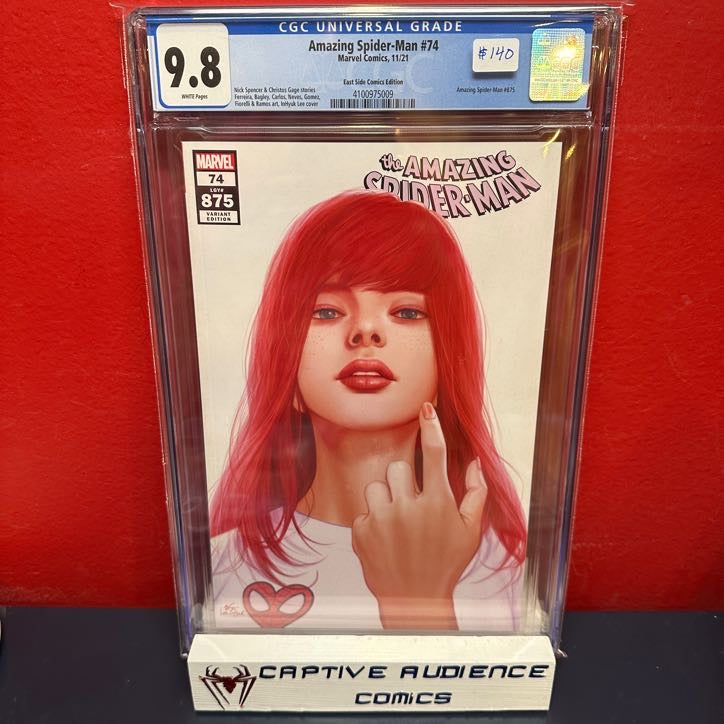 CGC UNIVERSAL GRADE
9.8
WHITE Pages
Amazing Spider-Man #74
Marvel Comics, 11/21
East Side Comics Edition
Nick Spencer & Christos Gage stories
Ferreira, Bagley, Carlos, Neves, Gomez,
Fiorelli & Ramos art, InHyuk Lee cover
4100975009
Amazing Spider-Man #875
$140
CGC
MARVEL
74
LGY#
875
VARIANT
EDITION
the AMAZING
SPIDER-MAN
CAPTIVE AUDIENCE
COMICS